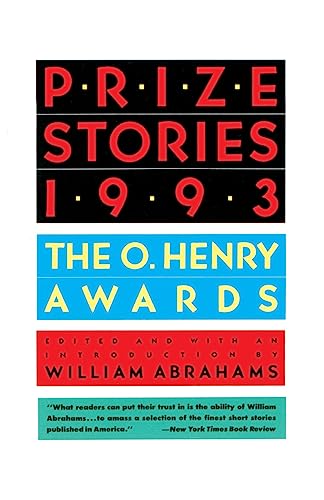 P·R·I·Z·E
STORIES
1·9·9·3
THE O. HENRY
AWARDS
EDITED AND WITH AN
INTRODUCTION BY
WILLIAM ABRAHAMS
"What readers can put their trust in is the ability of William
Abrahams...to amass a selection of the finest short stories
published in America." —New York Times Book Review